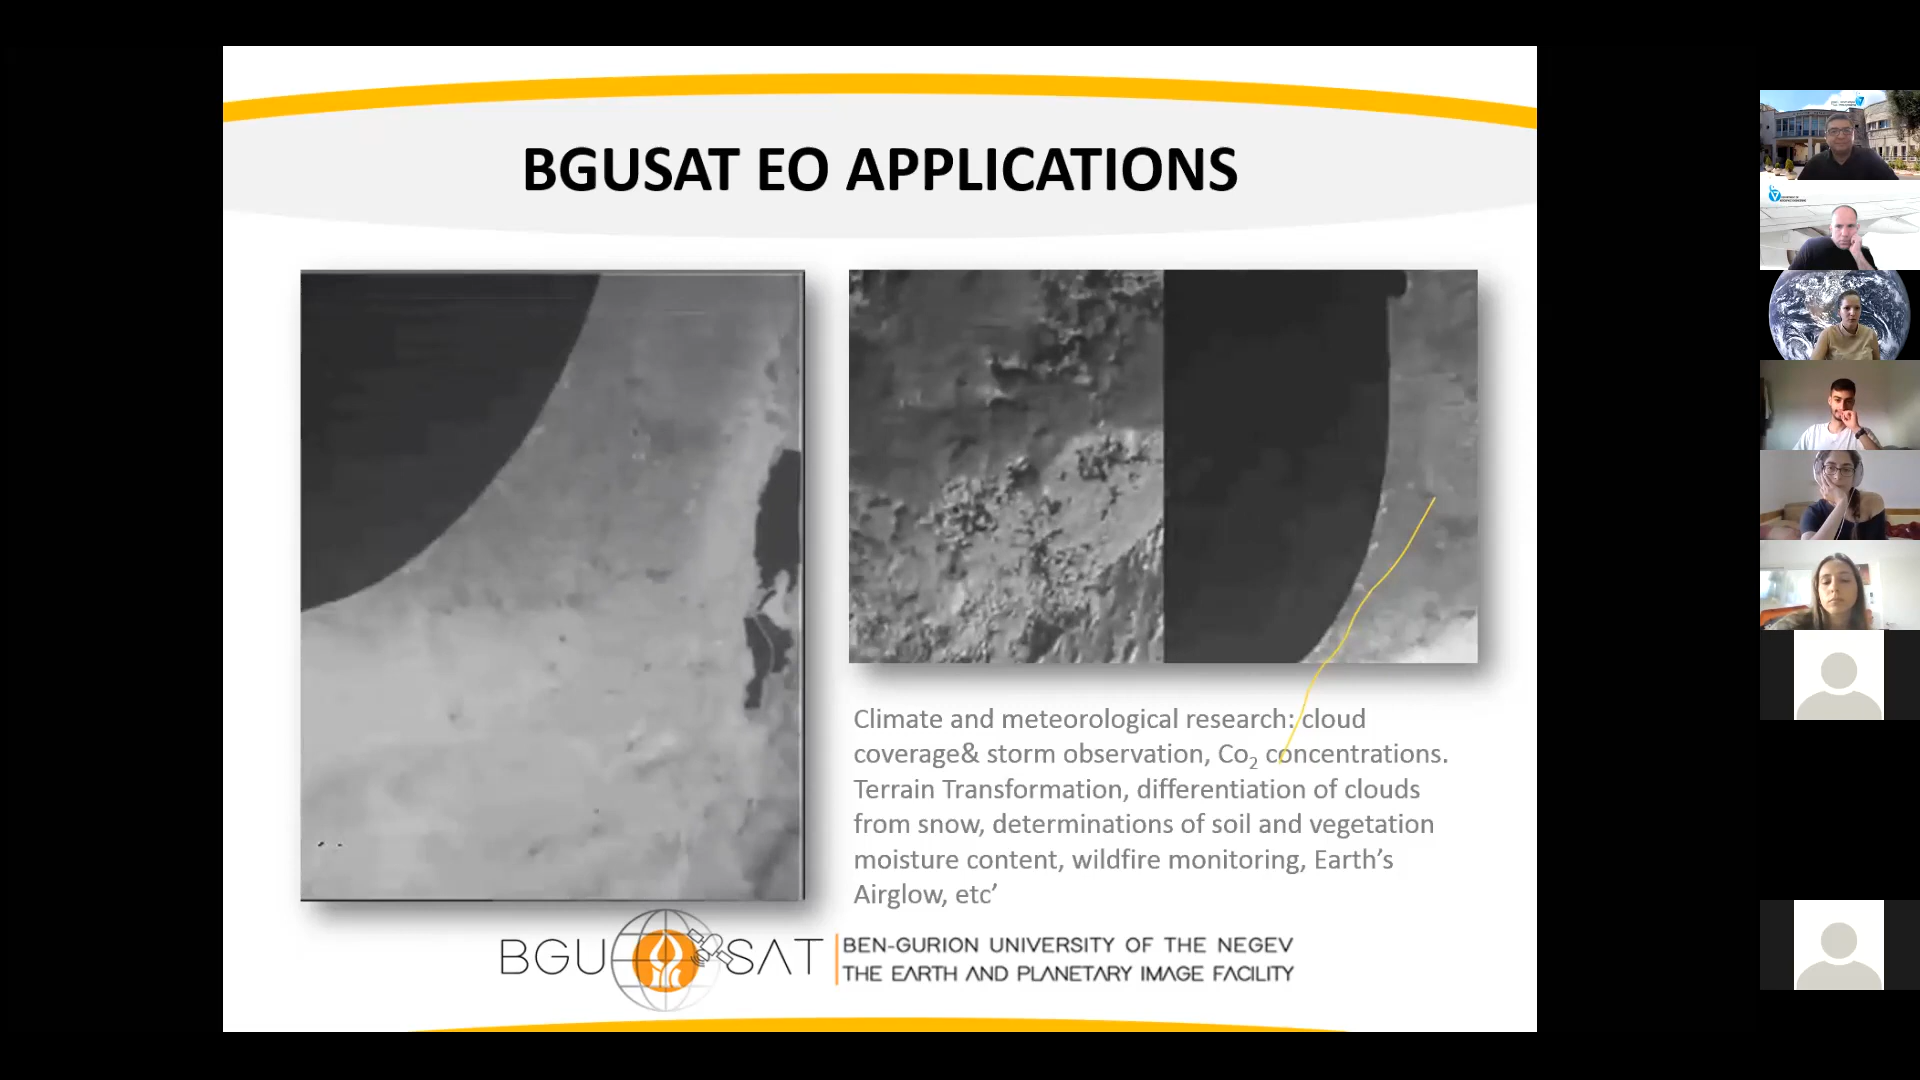 BGUSAT EO APPLICATIONS
Climate and meteorological research: cloud
coverage& storm observation, Co₂ concentrations.
Terrain Transformation, differentiation of clouds
from snow, determinations of soil and vegetation
moisture content, wildfire monitoring, Earth’s
Airglow, etc’
BGU SAT
BEN-GURION UNIVERSITY OF THE NEGEV
THE EARTH AND PLANETARY IMAGE FACILITY